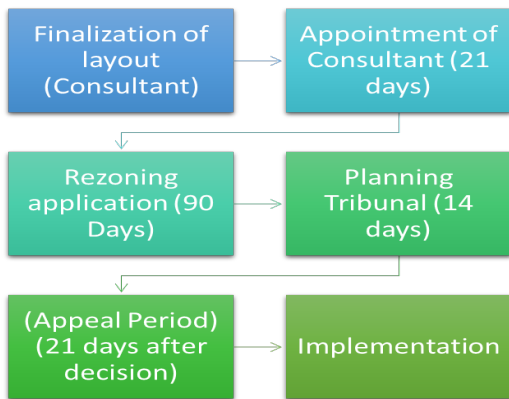 Finalization of
layout
(Consultant)
Appointment of
Consultant (21
days)
Rezoning
application (90
Days)
Planning
Tribunal (14
days)
(Appeal Period)
(21 days after
decision)
Implementation